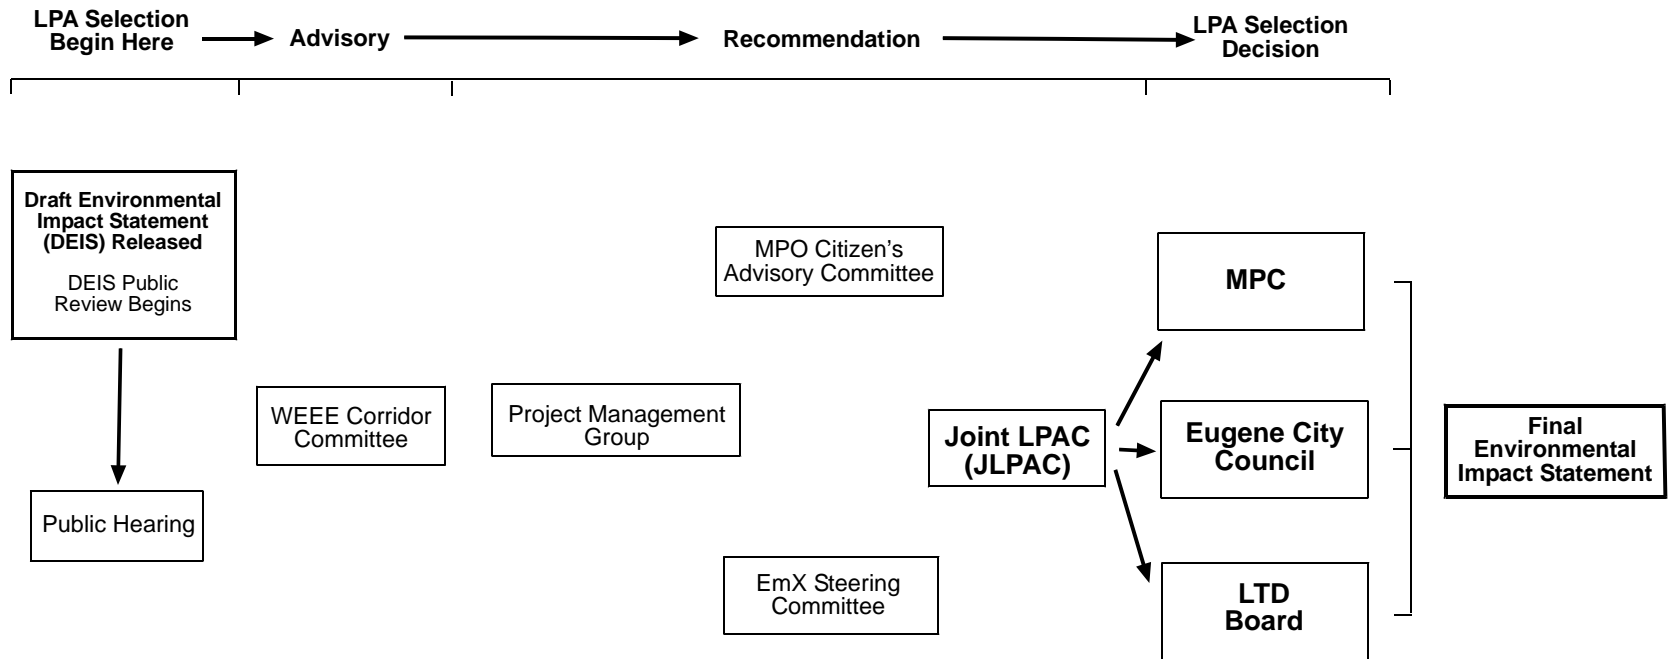 LPA Selection
Begin Here
Advisory
Recommendation
LPA Selection
Decision
Draft Environmental
Impact Statement
(DEIS) Released
DEIS Public
Review Begins
Public Hearing
WEEE Corridor
Committee
Project Management
Group
MPO Citizen's
Advisory Committee
EmX Steering
Committee
Joint LPAC
(JLPAC)
MPC
Eugene City
Council
LTD
Board
Final
Environmental
Impact Statement